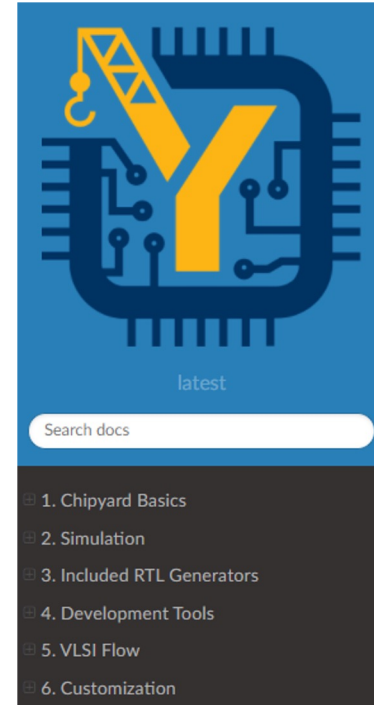 latest
Search docs
1. Chipyard Basics
2. Simulation
3. Included RTL Generators
4. Development Tools
5. VLSI Flow
6. Customization